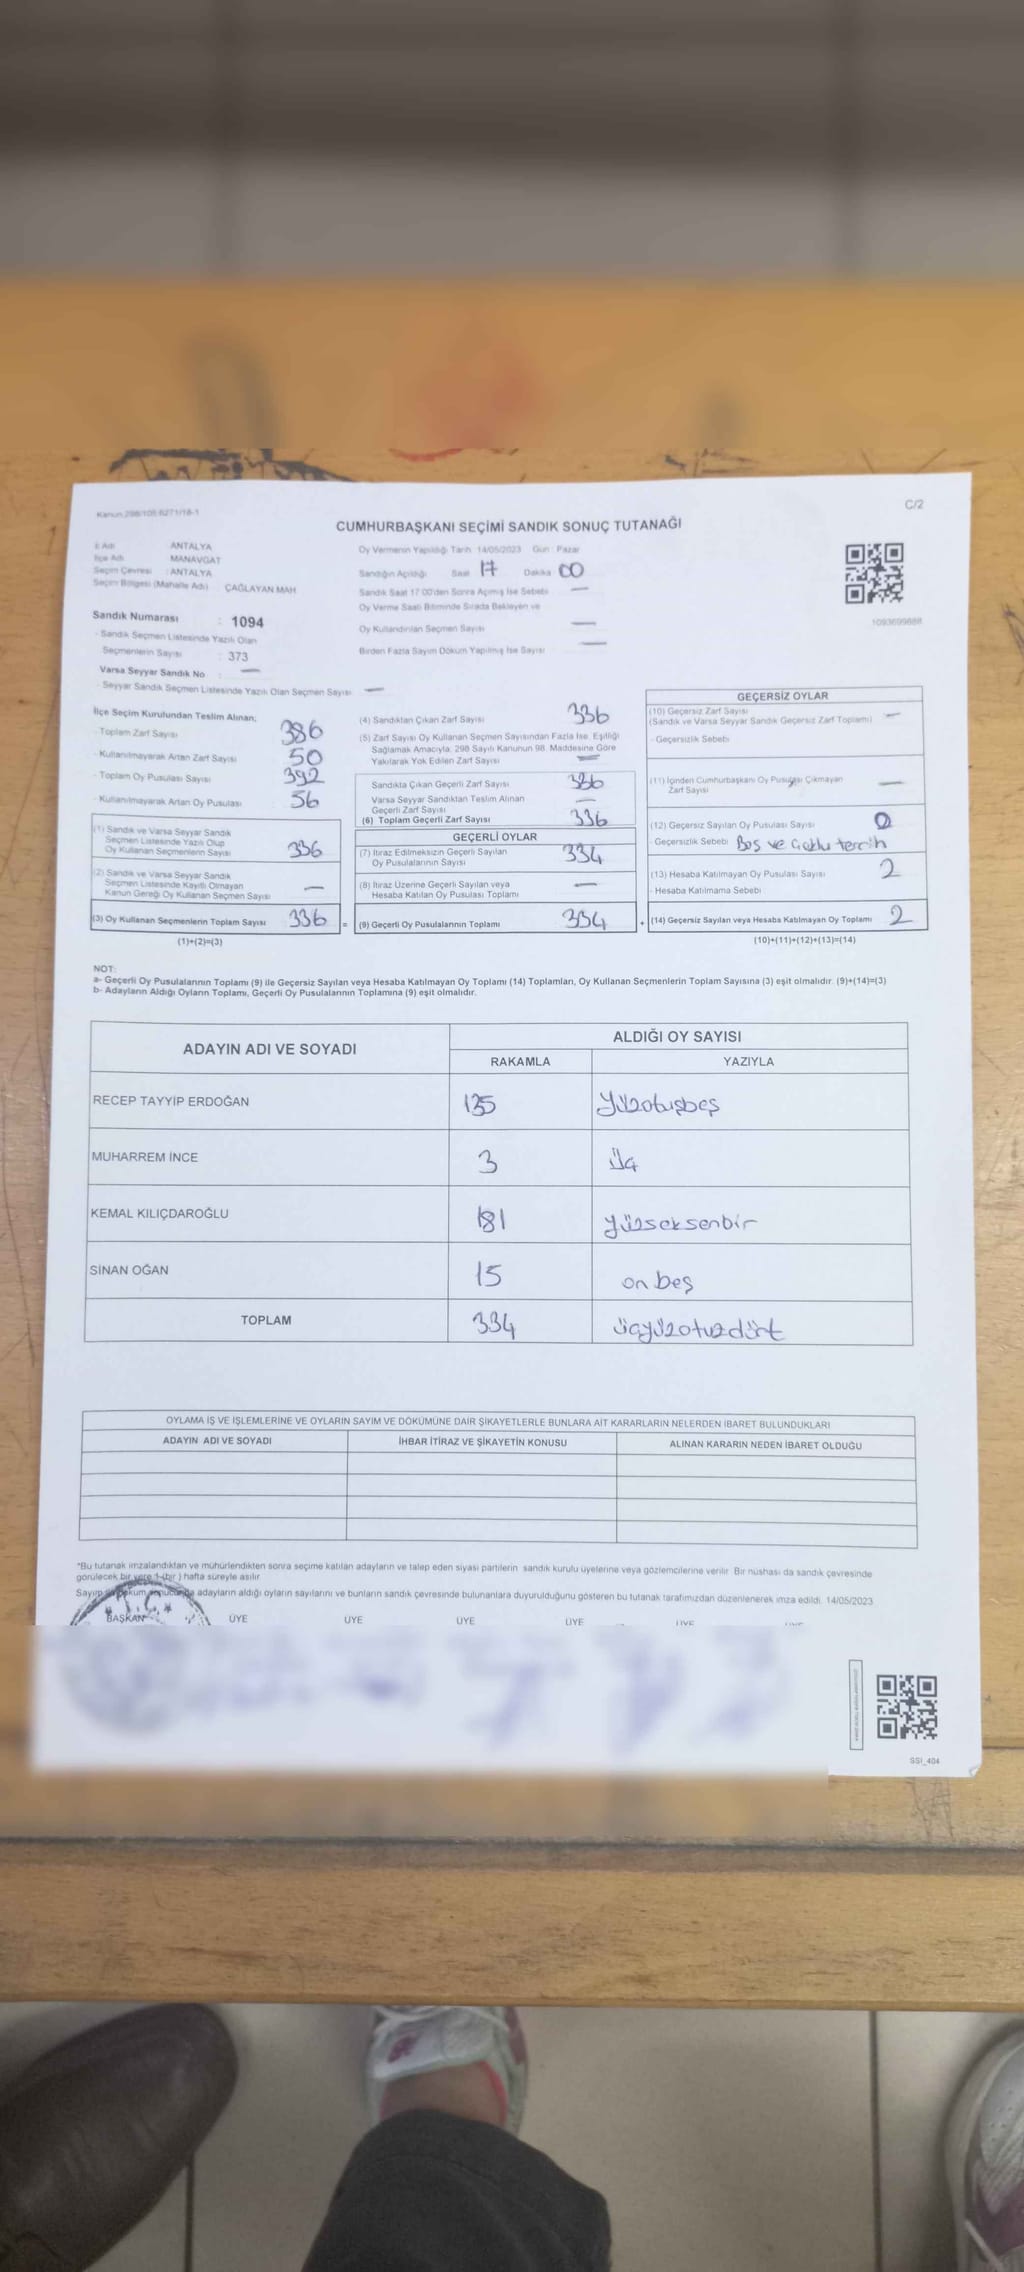 Kanun 298/105 6271/18-1
C/2
CUMHURBAŞKANI SEÇİMİ SANDIK SONUÇ TUTANAĞI
İl Adı ANTALYA
İlçe Adı MANAVGAT
Seçim Çevresi : ANTALYA
Seçim Bölgesi (Mahalle Adı) : ÇAĞLAYAN MAH
Oy Vermenin Yapıldığı Tarih 14/05/2023 Gün : Pazar
Sandığın Açıldığı Saat 17 Dakika 00
Sandık Saat 17:00'den Sonra Açılmış İse Sebebi —
Oy Verme Saati Bitiminde Sırada Bekleyen ve
Oy Kullandırılan Seçmen Sayısı —
Birden Fazla Sayım Döküm Yapılmış İse Sayısı —
1093699888
Sandık Numarası : 1094
- Sandık Seçmen Listesinde Yazılı Olan
Seçmenlerin Sayısı : 373
Varsa Seyyar Sandık No : —
- Seyyar Sandık Seçmen Listesinde Yazılı Olan Seçmen Sayısı —
İlçe Seçim Kurulundan Teslim Alınan;
- Toplam Zarf Sayısı 386
- Kullanılmayarak Artan Zarf Sayısı 50
- Toplam Oy Pusulası Sayısı 392
- Kullanılmayarak Artan Oy Pusulası 56
(1) Sandık ve Varsa Seyyar Sandık
Seçmen Listesinde Yazılı Olup
Oy Kullanan Seçmenlerin Sayısı 336
(2) Sandık ve Varsa Seyyar Sandık
Seçmen Listesinde Kayıtlı Olmayan
Kanun Gereği Oy Kullanan Seçmen Sayısı —
(3) Oy Kullanan Seçmenlerin Toplam Sayısı 336 =
(1)+(2)=(3)
(4) Sandıktan Çıkan Zarf Sayısı 336
(5) Zarf Sayısı Oy Kullanan Seçmen Sayısından Fazla İse, Eşitliği
Sağlamak Amacıyla, 298 Sayılı Kanunun 98. Maddesine Göre
Yakılarak Yok Edilen Zarf Sayısı —
Sandıkta Çıkan Geçerli Zarf Sayısı 336
Varsa Seyyar Sandıktan Teslim Alınan
Geçerli Zarf Sayısı —
(6) Toplam Geçerli Zarf Sayısı 336
GEÇERLİ OYLAR
(7) İtiraz Edilmeksizin Geçerli Sayılan
Oy Pusulalarının Sayısı 334
(8) İtiraz Üzerine Geçerli Sayılan veya
Hesaba Katılan Oy Pusulası Toplamı —
(9) Geçerli Oy Pusulalarının Toplamı 334 +
GEÇERSİZ OYLAR
(10) Geçersiz Zarf Sayısı
(Sandık ve Varsa Seyyar Sandık Geçersiz Zarf Toplamı) —
- Geçersizlik Sebebi
(11) İçinden Cumhurbaşkanı Oy Pusulası Çıkmayan
Zarf Sayısı —
(12) Geçersiz Sayılan Oy Pusulası Sayısı
- Geçersizlik Sebebi Boş ve Çoklu tercih
(13) Hesaba Katılmayan Oy Pusulası Sayısı 2
- Hesaba Katılmama Sebebi
(14) Geçersiz Sayılan veya Hesaba Katılmayan Oy Toplamı 2
(10)+(11)+(12)+(13)=(14)
NOT:
a- Geçerli Oy Pusulalarının Toplamı (9) ile Geçersiz Sayılan veya Hesaba Katılmayan Oy Toplamı (14) Toplamları, Oy Kullanan Seçmenlerin Toplam Sayısına (3) eşit olmalıdır. (9)+(14)=(3)
b- Adayların Aldığı Oyların Toplamı, Geçerli Oy Pusulalarının Toplamına (9) eşit olmalıdır.
ADAYIN ADI VE SOYADI ALDIĞI OY SAYISI
RAKAMLA YAZIYLA
RECEP TAYYİP ERDOĞAN 135 Yüzotuzbeş
MUHARREM İNCE 3 üç
KEMAL KILIÇDAROĞLU 181 yüzseksenbir
SİNAN OĞAN 15 on beş
TOPLAM 334 üçyüzotuzdört
OYLAMA İŞ VE İŞLEMLERİNE VE OYLARIN SAYIM VE DÖKÜMÜNE DAİR ŞİKAYETLERLE BUNLARA AİT KARARLARIN NELERDEN İBARET BULUNDUKLARI
ADAYIN ADI VE SOYADI İHBAR İTİRAZ VE ŞİKAYETİN KONUSU ALINAN KARARIN NEDEN İBARET OLDUĞU
*Bu tutanak imzalandıktan ve mühürlendikten sonra seçime katılan adayların ve talep eden siyasi partilerin sandık kurulu üyelerine veya gözlemcilerine verilir. Bir nüshası da sandık çevresinde
görülecek bir yere 1 (bir) hafta süreyle asılır.
Sayım döküm sonucunda adayların aldığı oyların sayılarını ve bunların sandık çevresinde bulunanlara duyurulduğunu gösteren bu tutanak tarafımızdan düzenlenerek imza edildi. 14/05/2023
T.C.
BAŞKAN ÜYE ÜYE ÜYE ÜYE ÜYE
SSI_404